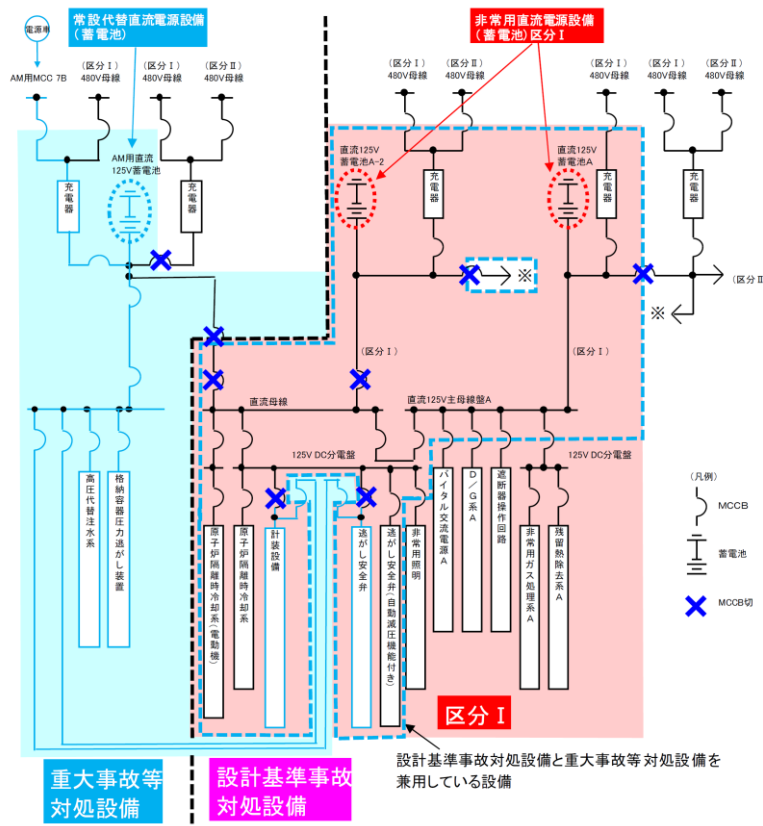 常設代替直流電源設備
(蓄電池)
非常用直流電源設備
(蓄電池)区分Ⅰ
電源車
AM用MCC 7B
(区分Ⅰ)
480V母線
(区分Ⅰ)
480V母線
(区分Ⅱ)
480V母線
(区分Ⅰ)
480V母線
(区分Ⅱ)
480V母線
(区分Ⅰ)
480V母線
(区分Ⅰ)
480V母線
(区分Ⅱ)
480V母線
AM用直流
125V蓄電池
直流125V
蓄電池A-2
直流125V
蓄電池A
充電器
充電器
充電器
充電器
充電器
※
(区分Ⅱ
※
(区分Ⅰ)
(区分Ⅰ)
直流母線
直流125V主母線盤A
125V DC分電盤
125V DC分電盤
高圧代替注水系
格納容器圧力逃がし装置
原子炉隔離時冷却系(電動機)
原子炉隔離時冷却系
計装設備
逃がし安全弁
逃がし安全弁(自動減圧機能付き)
非常用照明
バイタル交流電源A
D/G系A
遮断器操作回路
非常用ガス処理系A
残留熱除去系A
(凡例)
MCCB
蓄電池
MCCB切
区分Ⅰ
設計基準事故対処設備と重大事故等対処設備を
兼用している設備
重大事故等
対処設備
設計基準事故
対処設備